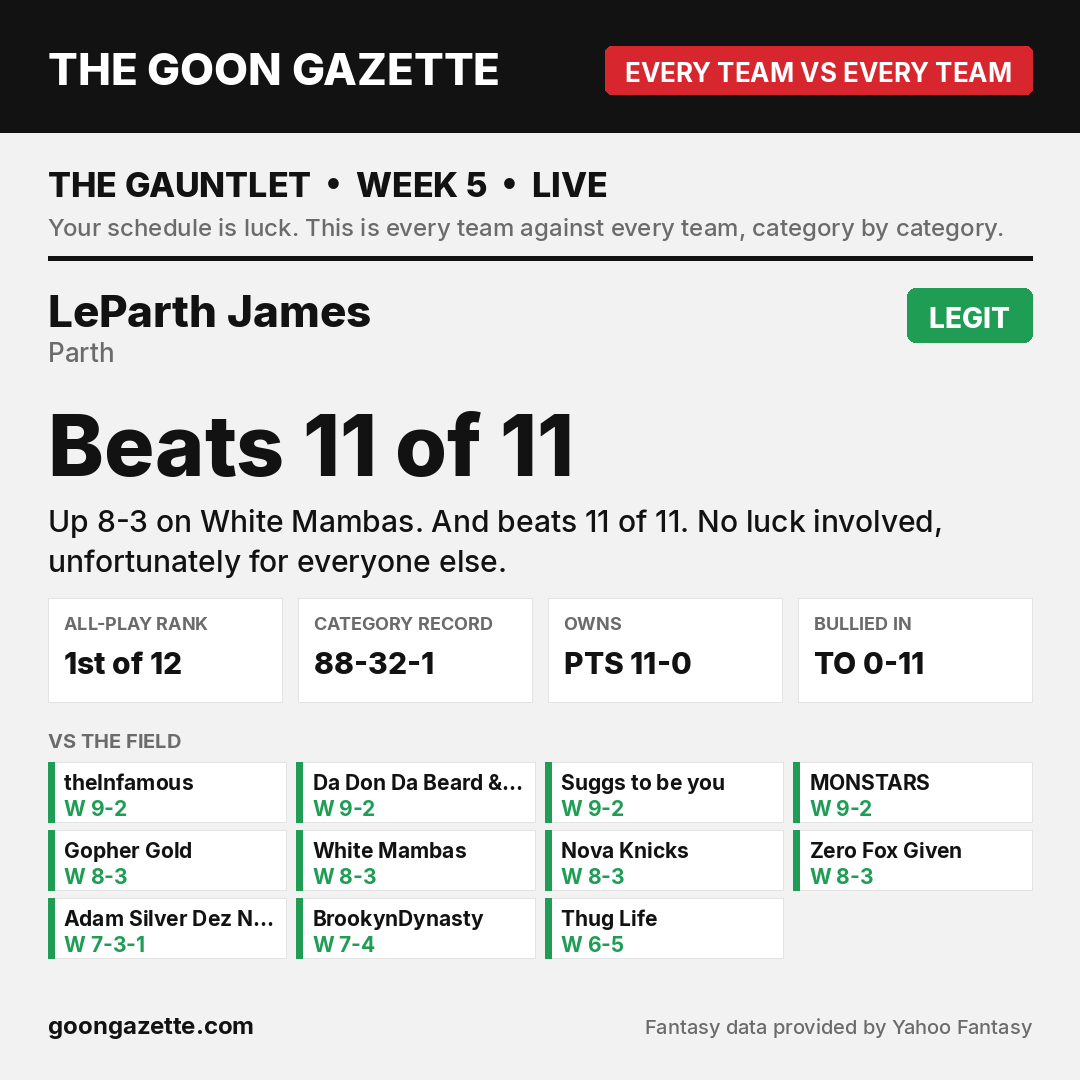 THE GOON GAZETTE
EVERY TEAM VS EVERY TEAM
THE GAUNTLET • WEEK 5 • LIVE
Your schedule is luck. This is every team against every team, category by category.
LeParth James
LEGIT
Parth
Beats 11 of 11
Up 8-3 on White Mambas. And beats 11 of 11. No luck involved,
unfortunately for everyone else.
ALL-PLAY RANK
1st of 12
CATEGORY RECORD
88-32-1
OWNS
PTS 11-0
BULLIED IN
TO 0-11
VS THE FIELD
theInfamous
W 9-2
Da Don Da Beard &...
W 9-2
Suggs to be you
W 9-2
MONSTARS
W 9-2
Gopher Gold
W 8-3
White Mambas
W 8-3
Nova Knicks
W 8-3
Zero Fox Given
W 8-3
Adam Silver Dez N...
W 7-3-1
BrookynDynasty
W 7-4
Thug Life
W 6-5
goongazette.com
Fantasy data provided by Yahoo Fantasy